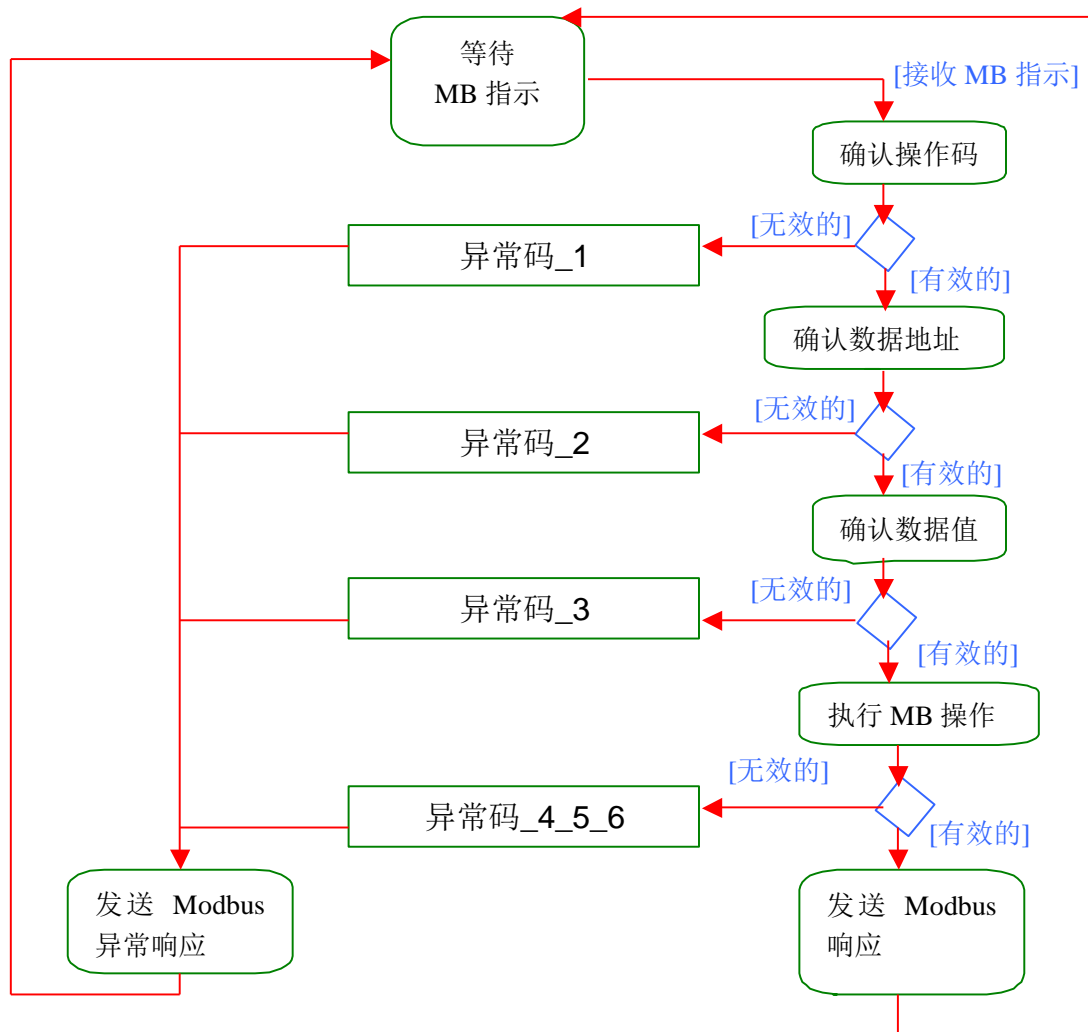 等待
MB 指示
[接收 MB 指示]
确认操作码
[无效的]
异常码_1
[有效的]
确认数据地址
[无效的]
异常码_2
[有效的]
确认数据值
[无效的]
异常码_3
[有效的]
执行 MB 操作
[无效的]
异常码_4_5_6
[有效的]
发送 Modbus
异常响应
发送 Modbus
响应